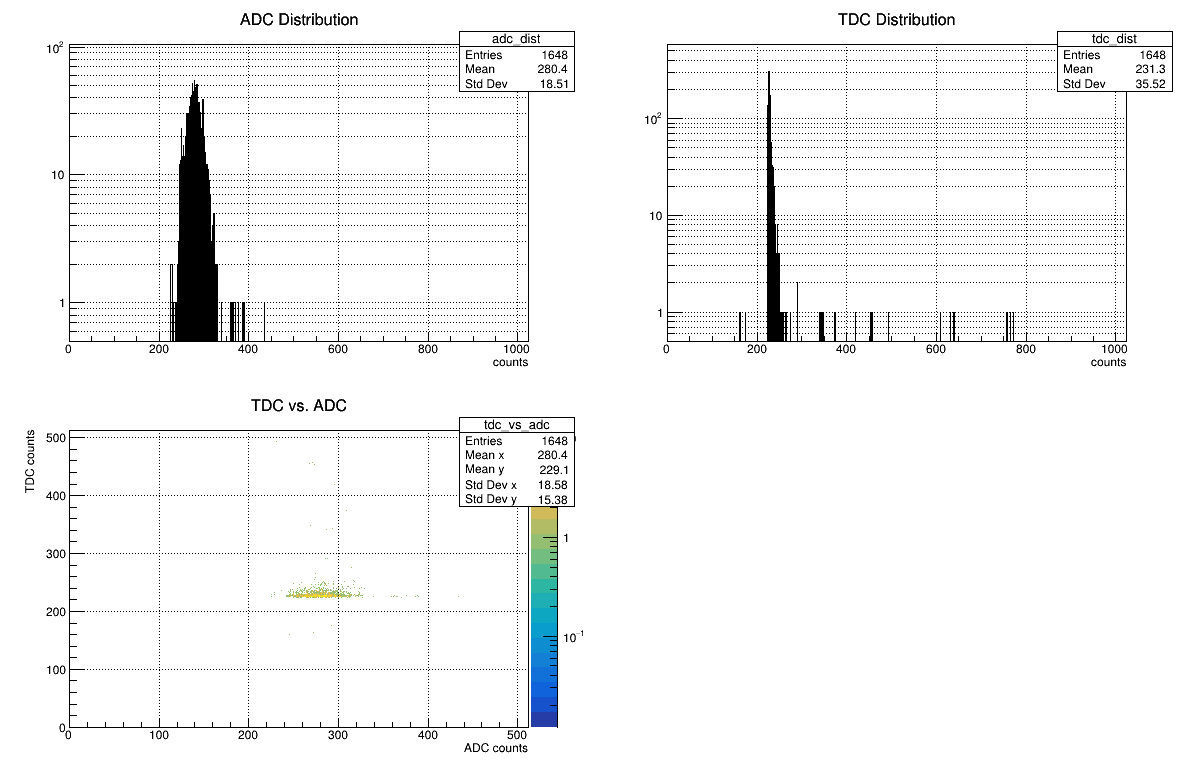 ADC Distribution
adc_dist
Entries 1648
Mean 280.4
Std Dev 18.51
10²
10
1
0 200 400 600 800 1000
counts
TDC Distribution
tdc_dist
Entries 1648
Mean 231.3
Std Dev 35.52
10²
10
1
0 200 400 600 800 1000
counts
TDC vs. ADC
tdc_vs_adc
Entries 1648
Mean x 280.4
Mean y 229.1
Std Dev x 18.58
Std Dev y 15.38
TDC counts
500
400
300
200
100
0
0 100 200 300 400 500
ADC counts
1
10⁻¹